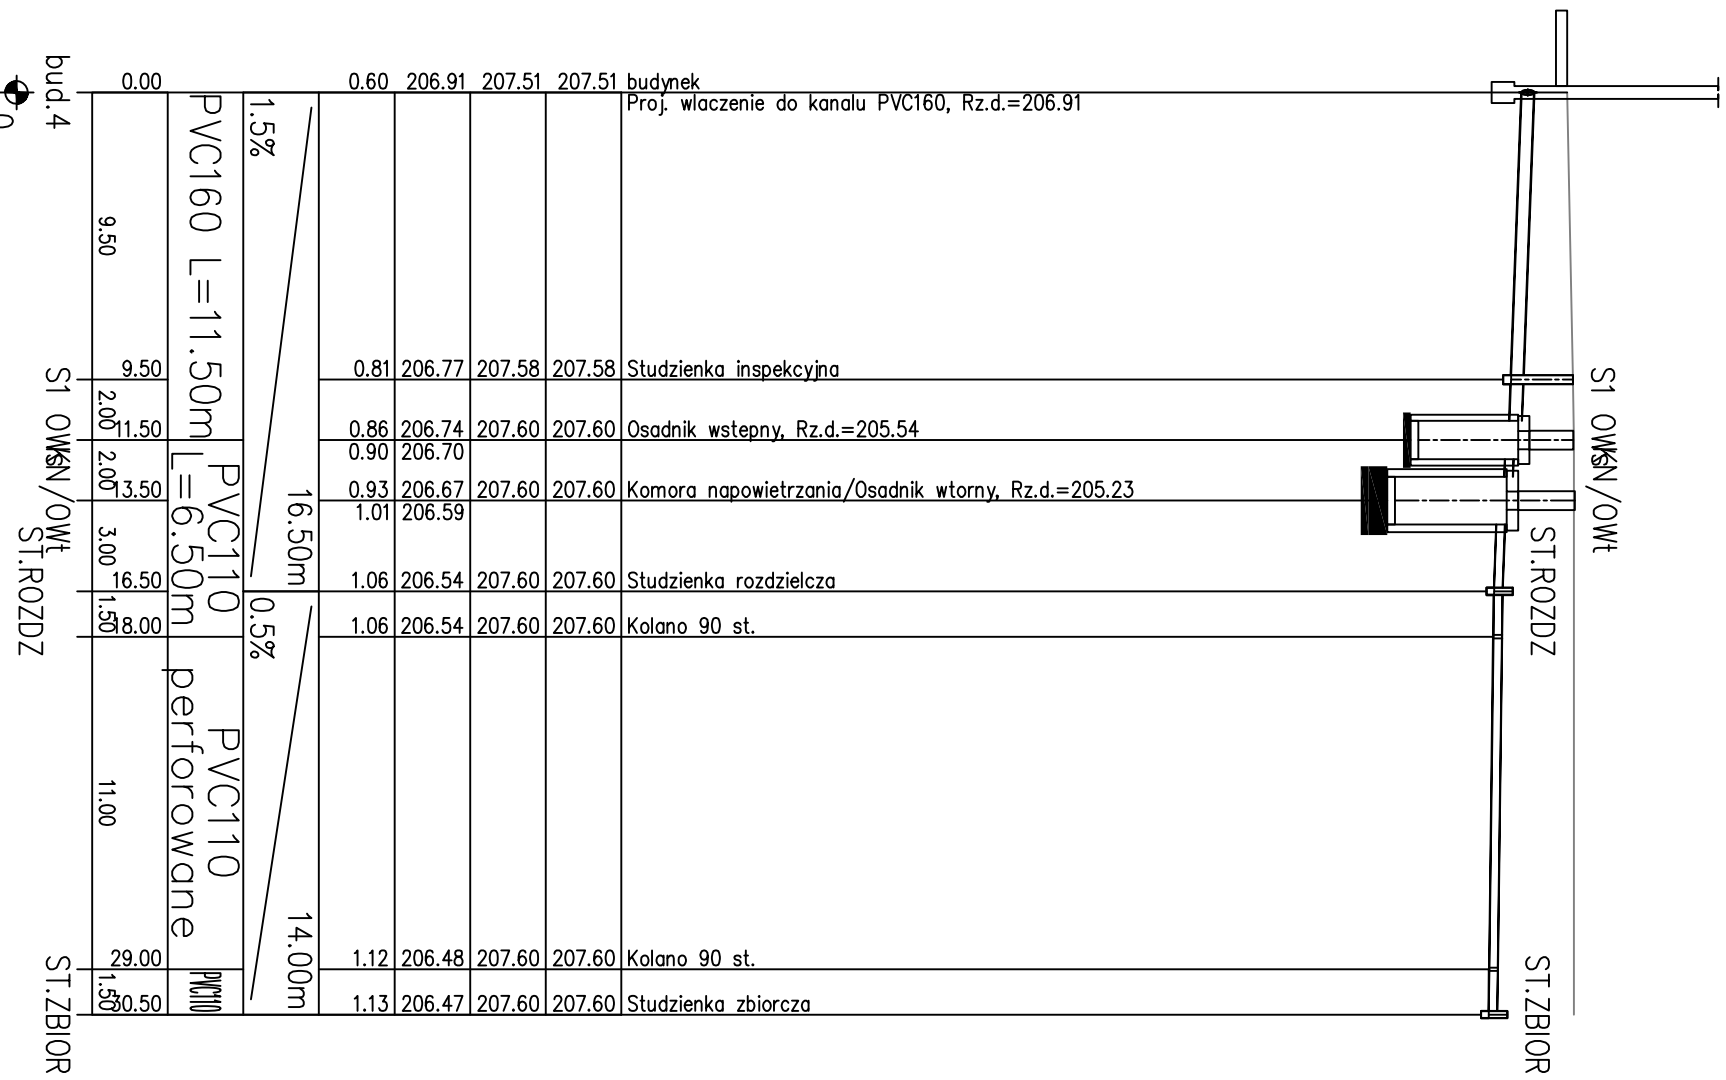 0.00 0.60 206.91 207.51 207.51 budynek
Proj. wlaczenie do kanalu PVC160, Rz.d.=206.91
bud.4
1.5%
PVC160 L=11.50m
9.50
9.50 0.81 206.77 207.58 207.58 Studzienka inspekcyjna
S1
S1
2.00
11.50 0.86 206.74 207.60 207.60 Osadnik wstepny, Rz.d.=205.54
0.90 206.70
2.00
13.50 0.93 206.67 207.60 207.60 Komora napowietrzania/Osadnik wtorny, Rz.d.=205.23
1.01 206.59
KN/OWt
KN/OWt
16.50m
PVC110
L=6.50m
3.00
16.50 1.06 206.54 207.60 207.60 Studzienka rozdzielcza
ST.ROZDZ
ST.ROZDZ
0.5%
1.50
18.00 1.06 206.54 207.60 207.60 Kolano 90 st.
PVC110
perforowane
11.00
14.00m
29.00 1.12 206.48 207.60 207.60 Kolano 90 st.
PVC110
1.50
30.50 1.13 206.47 207.60 207.60 Studzienka zbiorcza
ST.ZBIOR
ST.ZBIOR